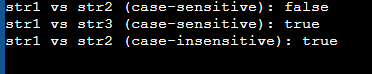 str1 vs str2 (case-sensitive): false
str1 vs str3 (case-sensitive): true
str1 vs str2 (case-insensitive): true